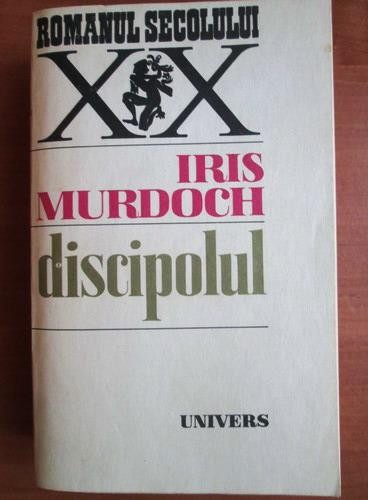 ROMANUL SECOLULUI
XX
IRIS
MURDOCH
discipolul
UNIVERS